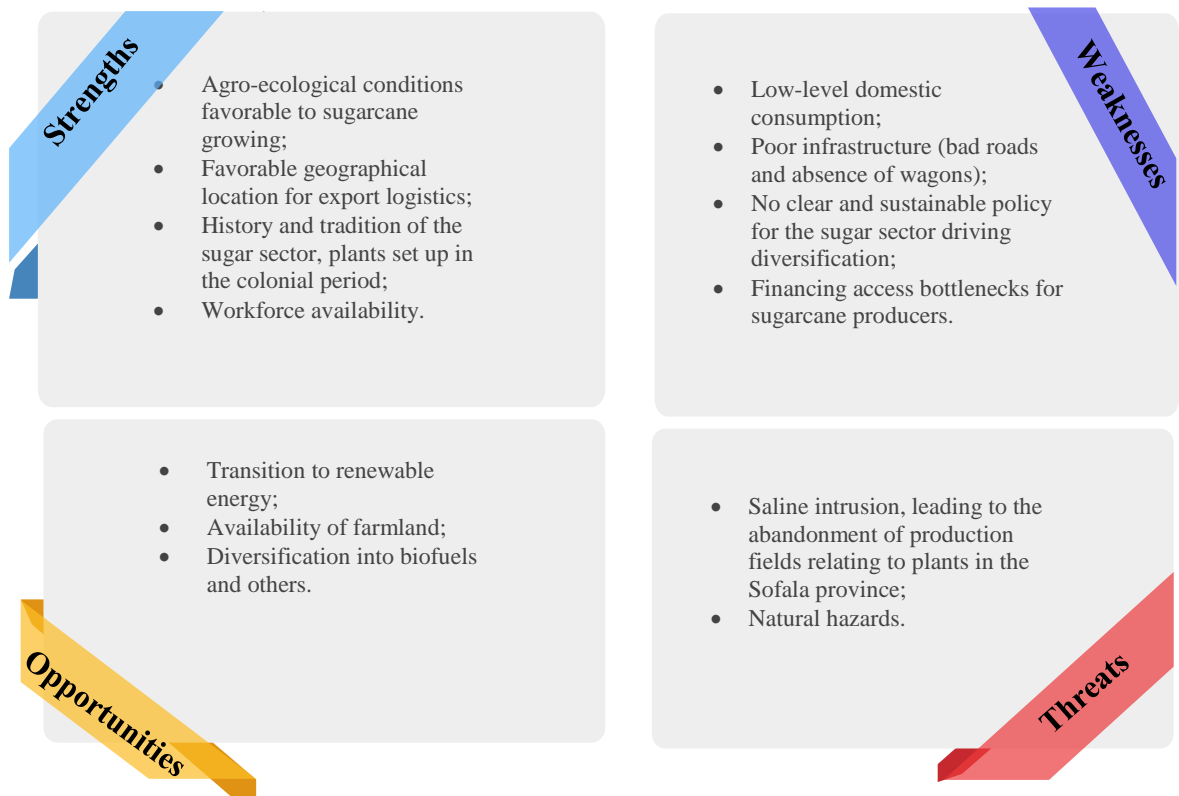 Strengths
• Agro-ecological conditions
favorable to sugarcane
growing;
• Favorable geographical
location for export logistics;
• History and tradition of the
sugar sector, plants set up in
the colonial period;
• Workforce availability.
Weaknesses
• Low-level domestic
consumption;
• Poor infrastructure (bad roads
and absence of wagons);
• No clear and sustainable policy
for the sugar sector driving
diversification;
• Financing access bottlenecks for
sugarcane producers.
Opportunities
• Transition to renewable
energy;
• Availability of farmland;
• Diversification into biofuels
and others.
Threats
• Saline intrusion, leading to the
abandonment of production
fields relating to plants in the
Sofala province;
• Natural hazards.